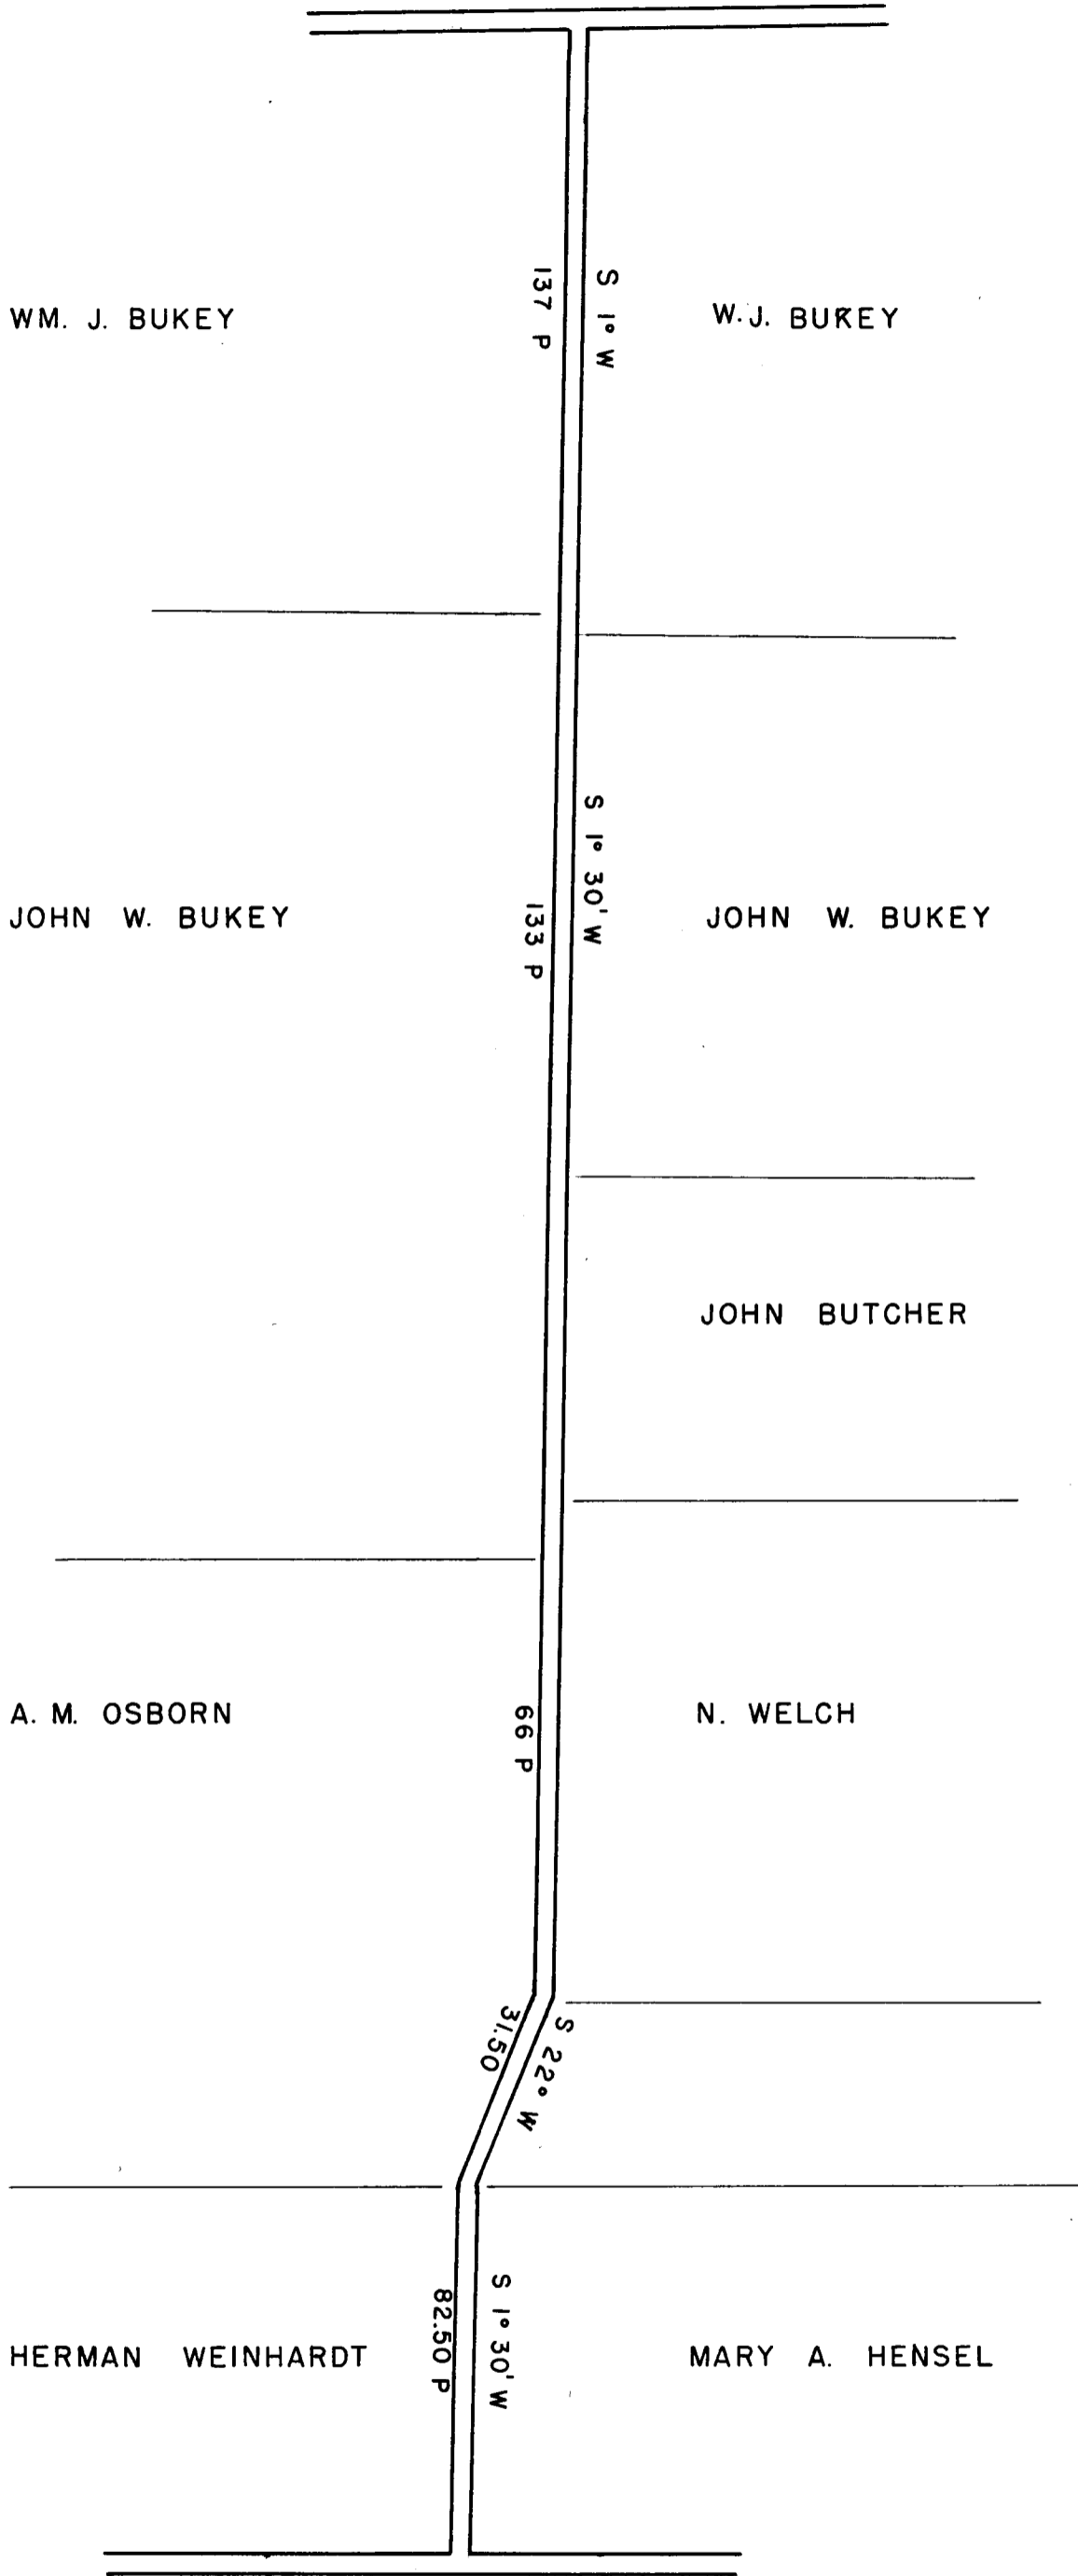 WM. J. BUKEY
137 P
S 1° W
W. J. BUKEY
JOHN W. BUKEY
133 P
S 1° 30' W
JOHN W. BUKEY
JOHN BUTCHER
A. M. OSBORN
66 P
N. WELCH
31.50
S 22° W
HERMAN WEINHARDT
82.50 P
S 1° 30' W
MARY A. HENSEL